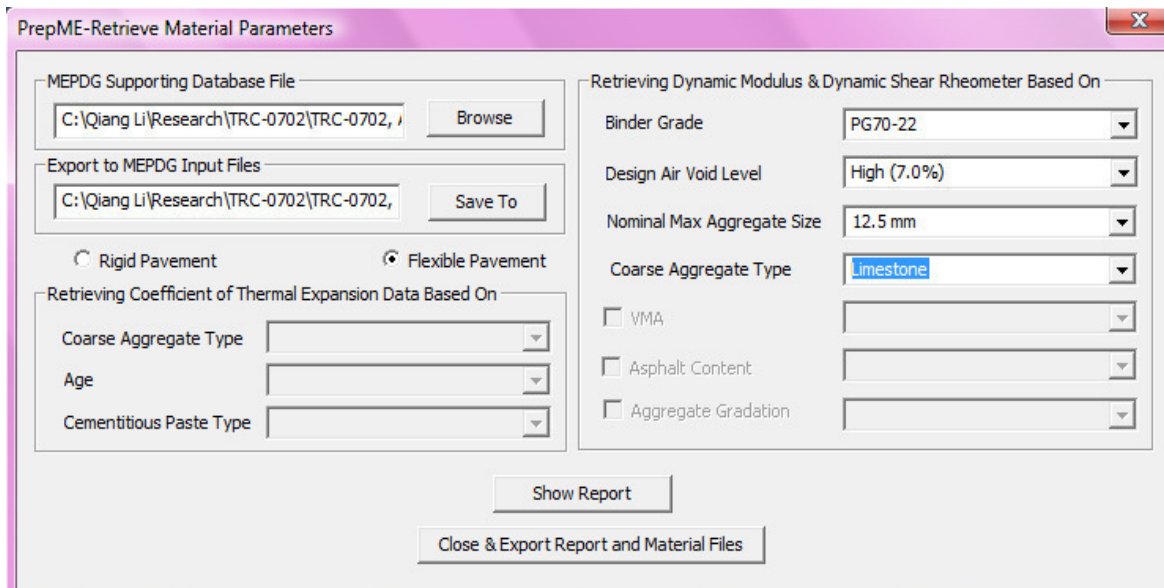 PrepME-Retrieve Material Parameters
X
MEPDG Supporting Database File
C:\Qiang Li\Research\TRC-0702\TRC-0702, A
Browse
Export to MEPDG Input Files
C:\Qiang Li\Research\TRC-0702\TRC-0702,
Save To
Rigid Pavement
Flexible Pavement
Retrieving Coefficient of Thermal Expansion Data Based On
Coarse Aggregate Type
Age
Cementitious Paste Type
Retrieving Dynamic Modulus & Dynamic Shear Rheometer Based On
Binder Grade
PG70-22
Design Air Void Level
High (7.0%)
Nominal Max Aggregate Size
12.5 mm
Coarse Aggregate Type
Limestone
VMA
Asphalt Content
Aggregate Gradation
Show Report
Close & Export Report and Material Files